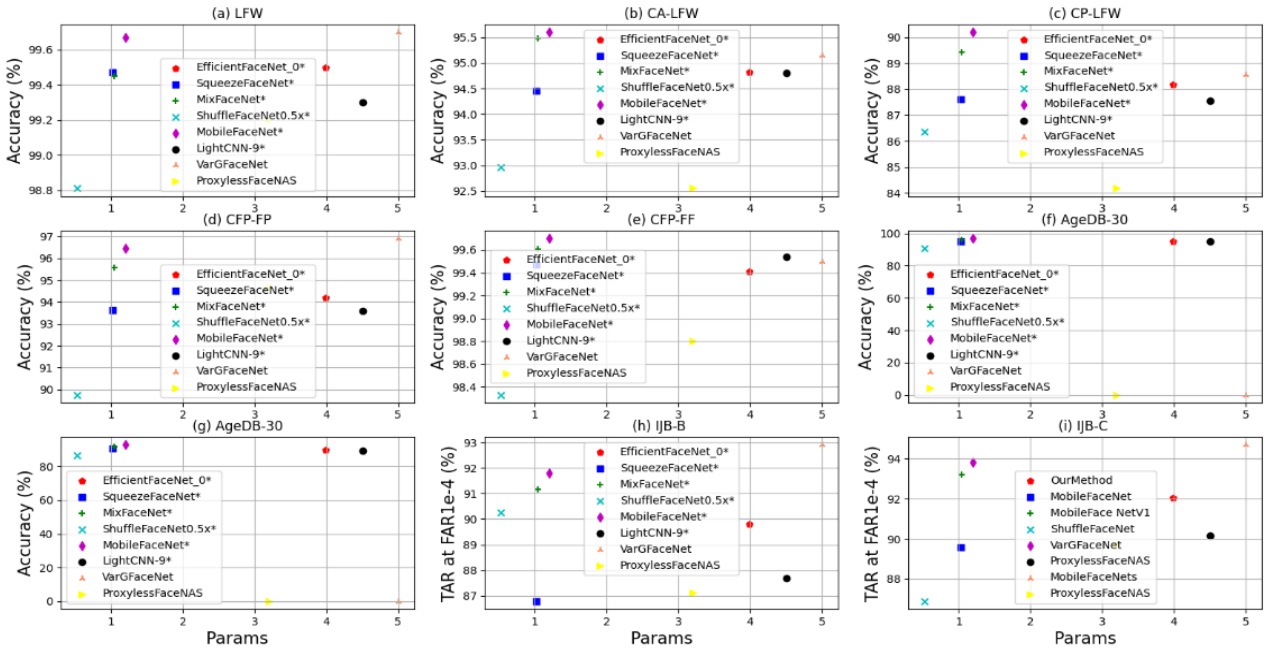 (a) LFW
Accuracy (%)
99.6
99.4
99.2
99.0
98.8
EfficientFaceNet_0*
SqueezeFaceNet*
MixFaceNet*
ShuffleFaceNet0.5x*
MobileFaceNet*
LightCNN-9*
VarGFaceNet
ProxylessFaceNAS
1 2 3 4 5
(b) CA-LFW
Accuracy (%)
95.5
95.0
94.5
94.0
93.5
93.0
92.5
EfficientFaceNet_0*
SqueezeFaceNet*
MixFaceNet*
ShuffleFaceNet0.5x*
MobileFaceNet*
LightCNN-9*
VarGFaceNet
ProxylessFaceNAS
1 2 3 4 5
(c) CP-LFW
Accuracy (%)
90
89
88
87
86
85
84
EfficientFaceNet_0*
SqueezeFaceNet*
MixFaceNet*
ShuffleFaceNet0.5x*
MobileFaceNet*
LightCNN-9*
VarGFaceNet
ProxylessFaceNAS
1 2 3 4 5
(d) CFP-FP
Accuracy (%)
97
96
95
94
93
92
91
90
EfficientFaceNet_0*
SqueezeFaceNet*
MixFaceNet*
ShuffleFaceNet0.5x*
MobileFaceNet*
LightCNN-9*
VarGFaceNet
ProxylessFaceNAS
1 2 3 4 5
(e) CFP-FF
Accuracy (%)
99.6
99.4
99.2
99.0
98.8
98.6
98.4
EfficientFaceNet_0*
SqueezeFaceNet*
MixFaceNet*
ShuffleFaceNet0.5x*
MobileFaceNet*
LightCNN-9*
VarGFaceNet
ProxylessFaceNAS
1 2 3 4 5
(f) AgeDB-30
Accuracy (%)
100
80
60
40
20
0
EfficientFaceNet_0*
SqueezeFaceNet*
MixFaceNet*
ShuffleFaceNet0.5x*
MobileFaceNet*
LightCNN-9*
VarGFaceNet
ProxylessFaceNAS
1 2 3 4 5
(g) AgeDB-30
Accuracy (%)
80
60
40
20
0
EfficientFaceNet_0*
SqueezeFaceNet*
MixFace Net*
ShuffleFaceNet0.5x*
MobileFaceNet*
LightCNN-9*
VarGFaceNet
ProxylessFaceNAS
1 2 3 4 5
Params
(h) IJB-B
TAR at FAR1e-4 (%)
93
92
91
90
89
88
87
EfficientFaceNet_0*
SqueezeFaceNet*
MixFaceNet*
ShuffleFaceNet0.5x*
MobileFaceNet*
LightCNN-9*
VarGFaceNet
ProxylessFaceNAS
1 2 3 4 5
Params
(i) IJB-C
TAR at FAR1e-4 (%)
94
92
90
88
OurMethod
MobileFaceNet
MobileFace NetV1
ShuffleFaceNet
VarGFaceNet
ProxylessFaceNAS
MobileFaceNets
ProxylessFaceNAS
1 2 3 4 5
Params